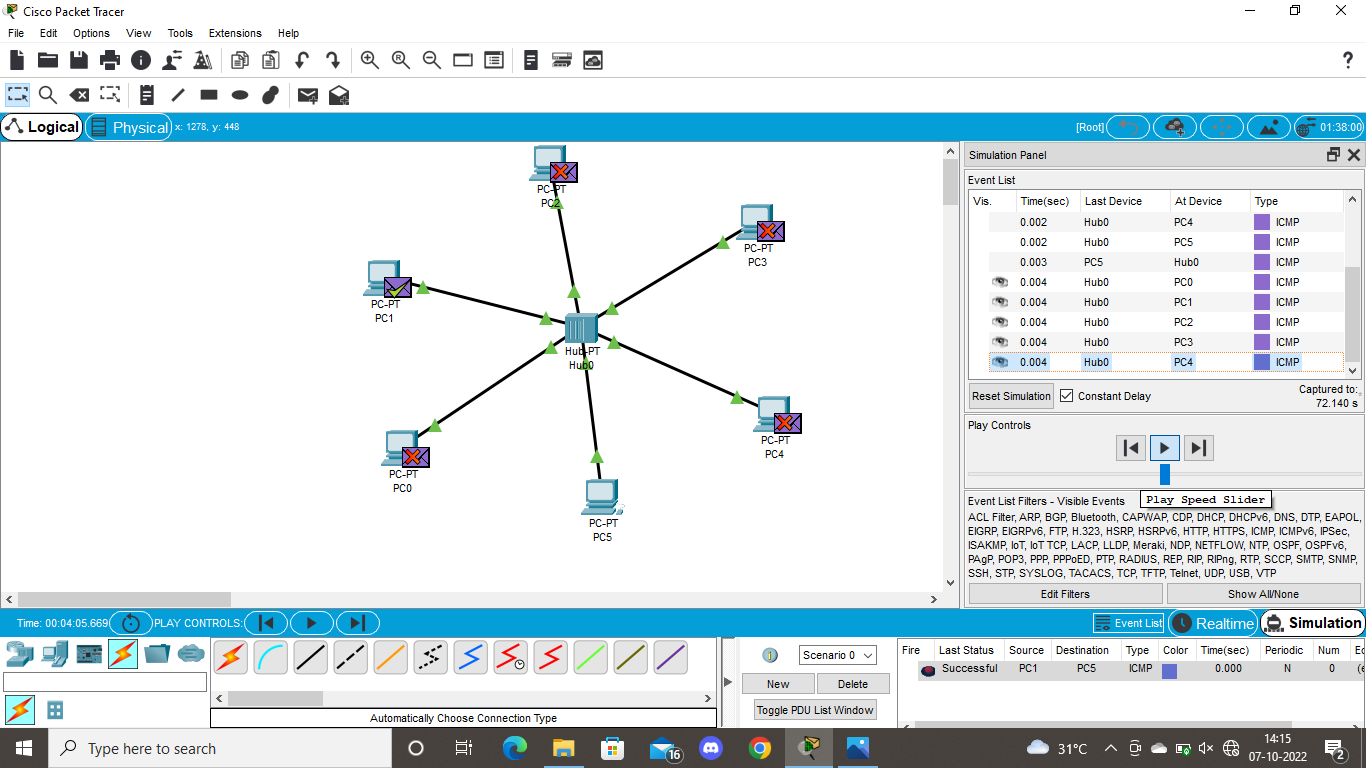 Cisco Packet Tracer
File Edit Options View Tools Extensions Help
Logical Physical x: 1278, y: 448 [Root] 01:38:00
PC-PT
PC2
PC-PT
PC3
PC-PT
PC1
Hub-PT
Hub0
PC-PT
PC4
PC-PT
PC0
PC-PT
PC5
Simulation Panel
Event List
Vis. Time(sec) Last Device At Device Type
0.002 Hub0 PC4 ICMP
0.002 Hub0 PC5 ICMP
0.003 PC5 Hub0 ICMP
0.004 Hub0 PC0 ICMP
0.004 Hub0 PC1 ICMP
0.004 Hub0 PC2 ICMP
0.004 Hub0 PC3 ICMP
0.004 Hub0 PC4 ICMP
Reset Simulation Constant Delay Captured to:
72.140 s
Play Controls
Play Speed Slider
Event List Filters - Visible Events
ACL Filter, ARP, BGP, Bluetooth, CAPWAP, CDP, DHCP, DHCPv6, DNS, DTP, EAPOL,
EIGRP, EIGRPv6, FTP, H.323, HSRP, HSRPv6, HTTP, HTTPS, ICMP, ICMPv6, IPSec,
ISAKMP, IoT, IoT TCP, LACP, LLDP, Meraki, NDP, NETFLOW, NTP, OSPF, OSPFv6,
PAgP, POP3, PPP, PPPoED, PTP, RADIUS, REP, RIP, RIPng, RTP, SCCP, SMTP, SNMP,
SSH, STP, SYSLOG, TACACS, TCP, TFTP, Telnet, UDP, USB, VTP
Edit Filters Show All/None
Time: 00:04:05.669 PLAY CONTROLS: Event List Realtime Simulation
Scenario 0
New Delete
Toggle PDU List Window
Automatically Choose Connection Type
Fire Last Status Source Destination Type Color Time(sec) Periodic Num Ec
Successful PC1 PC5 ICMP 0.000 N 0 (e
Type here to search
16
31°C
14:15
07-10-2022
2